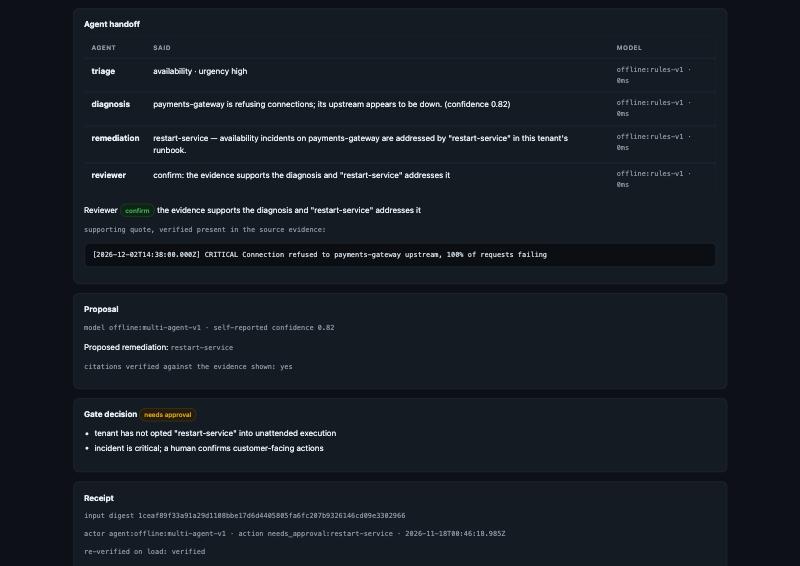 Agent handoff
AGENT SAID MODEL
triage availability · urgency high offline:rules-v1 ·
0ms
diagnosis payments-gateway is refusing connections; its upstream appears to be down. (confidence 0.82) offline:rules-v1 ·
0ms
remediation restart-service — availability incidents on payments-gateway are addressed by "restart-service" in this tenant's offline:rules-v1 ·
runbook. 0ms
reviewer confirm: the evidence supports the diagnosis and "restart-service" addresses it offline:rules-v1 ·
0ms
Reviewer confirm the evidence supports the diagnosis and "restart-service" addresses it
supporting quote, verified present in the source evidence:
[2026-12-02T14:38:00.000Z] CRITICAL Connection refused to payments-gateway upstream, 100% of requests failing
Proposal
model offline:multi-agent-v1 · self-reported confidence 0.82
Proposed remediation: restart-service
citations verified against the evidence shown: yes
Gate decision needs approval
• tenant has not opted "restart-service" into unattended execution
• incident is critical; a human confirms customer-facing actions
Receipt
input digest 1ceaf89f33a91a29d1108bbe17d6d4405805fa6fc207b9326146cd09e3302966
actor agent:offline:multi-agent-v1 · action needs_approval:restart-service · 2026-11-18T00:46:18.985Z
re-verified on load: verified